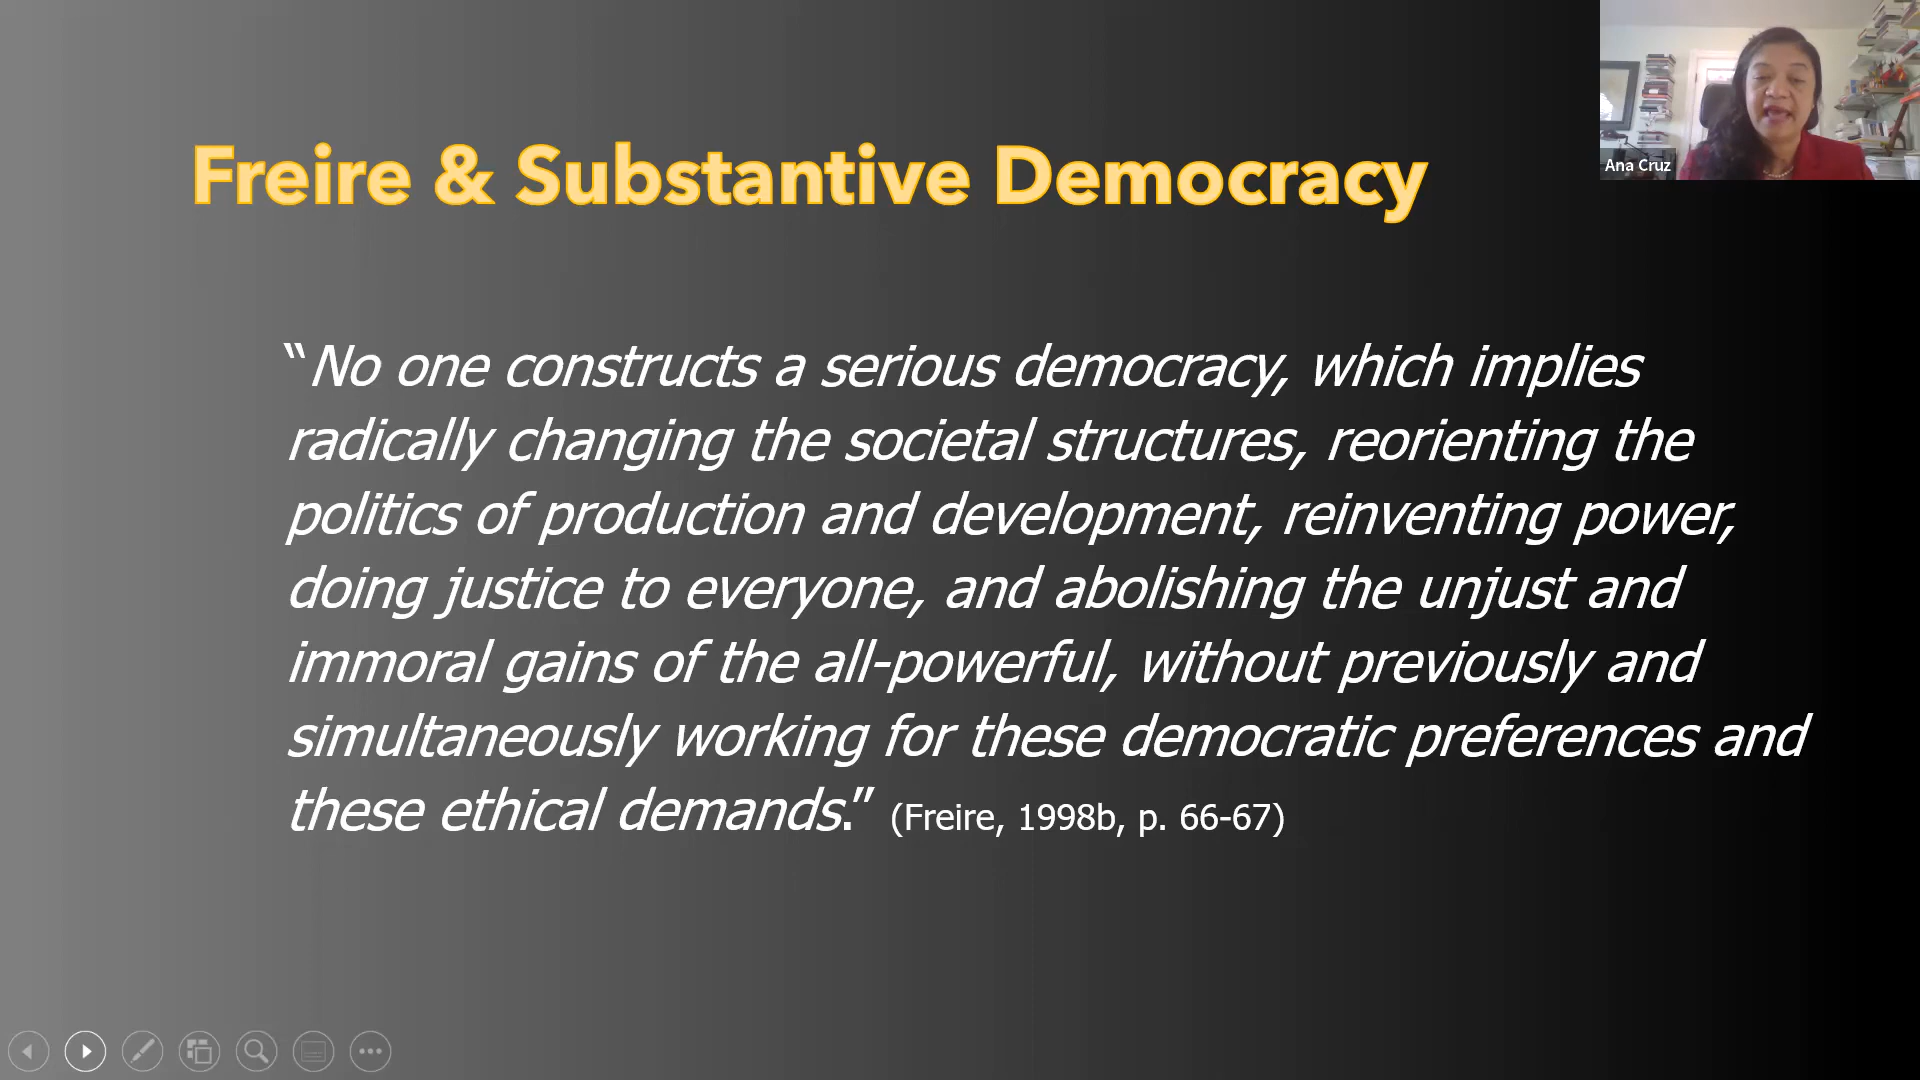 Freire & Substantive Democracy
Ana Cruz
“No one constructs a serious democracy, which implies
radically changing the societal structures, reorienting the
politics of production and development, reinventing power,
doing justice to everyone, and abolishing the unjust and
immoral gains of the all-powerful, without previously and
simultaneously working for these democratic preferences and
these ethical demands.” (Freire, 1998b, p. 66-67)